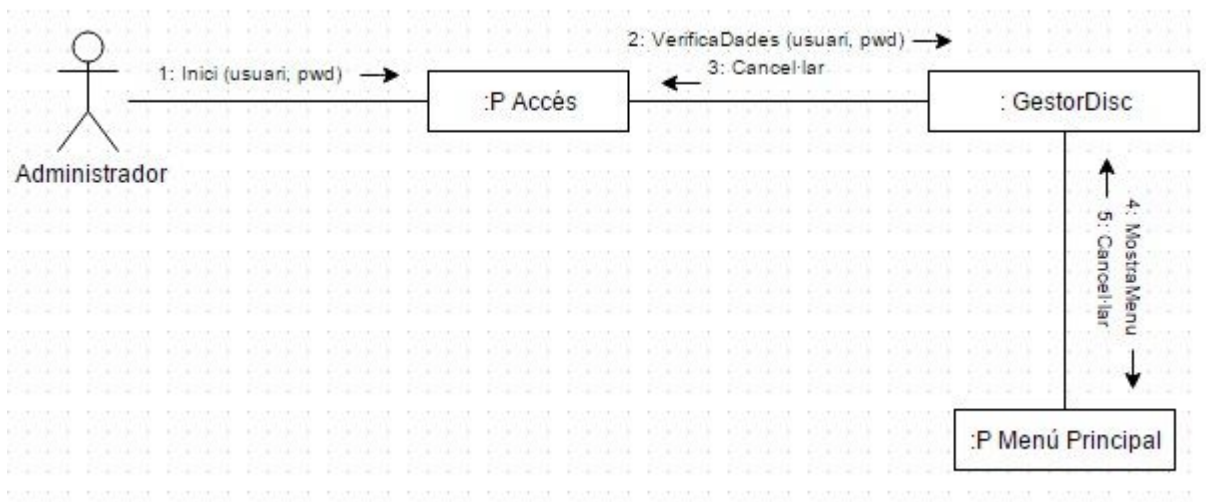 2: VerificaDades (usuari, pwd)
3: Cancel·lar
1: Inici (usuari, pwd)
:P Accés
: GestorDisc
Administrador
4: MostraMenu
5: Cancel·lar
:P Menú Principal